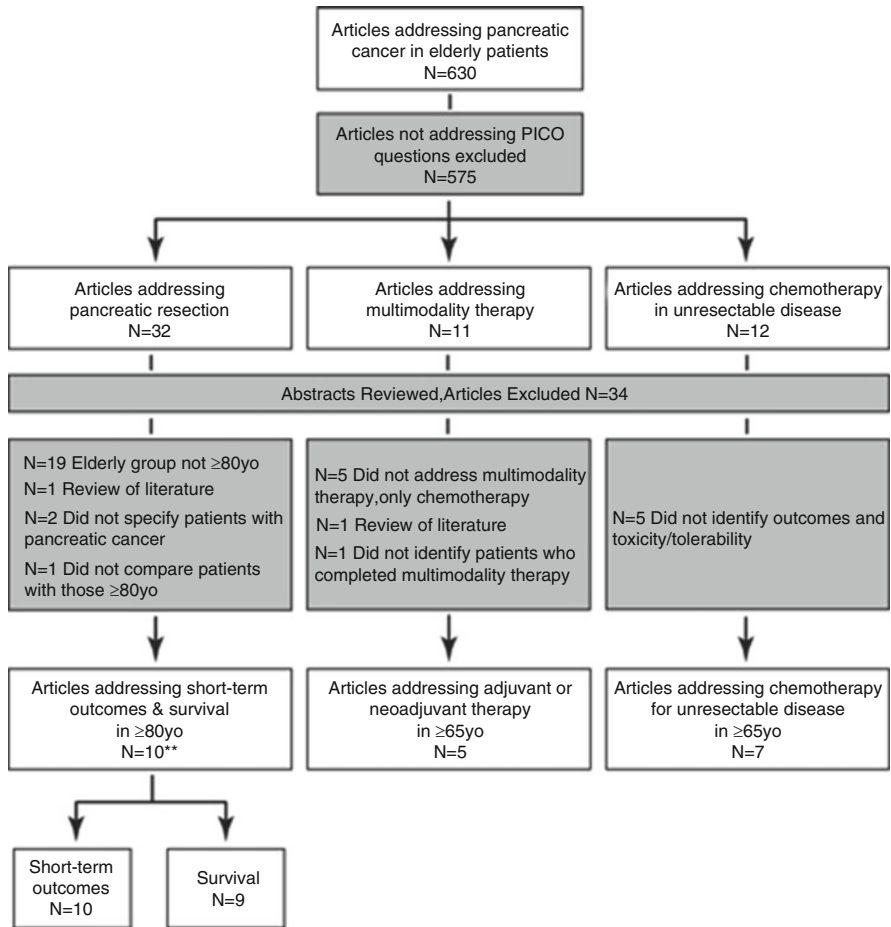 Articles addressing pancreatic
cancer in elderly patients
N=630
Articles not addressing PICO
questions excluded
N=575
Articles addressing
pancreatic resection
N=32
Articles addressing
multimodality therapy
N=11
Articles addressing chemotherapy
in unresectable disease
N=12
Abstracts Reviewed,Articles Excluded N=34
N=19 Elderly group not ≥80yo
N=1 Review of literature
N=2 Did not specify patients with
pancreatic cancer
N=1 Did not compare patients
with those ≥80yo
N=5 Did not address multimodality
therapy,only chemotherapy
N=1 Review of literature
N=1 Did not identify patients who
completed multimodality therapy
N=5 Did not identify outcomes and
toxicity/tolerability
Articles addressing short-term
outcomes & survival
in ≥80yo
N=10**
Articles addressing adjuvant or
neoadjuvant therapy
in ≥65yo
N=5
Articles addressing chemotherapy
for unresectable disease
in ≥65yo
N=7
Short-term
outcomes
N=10
Survival
N=9